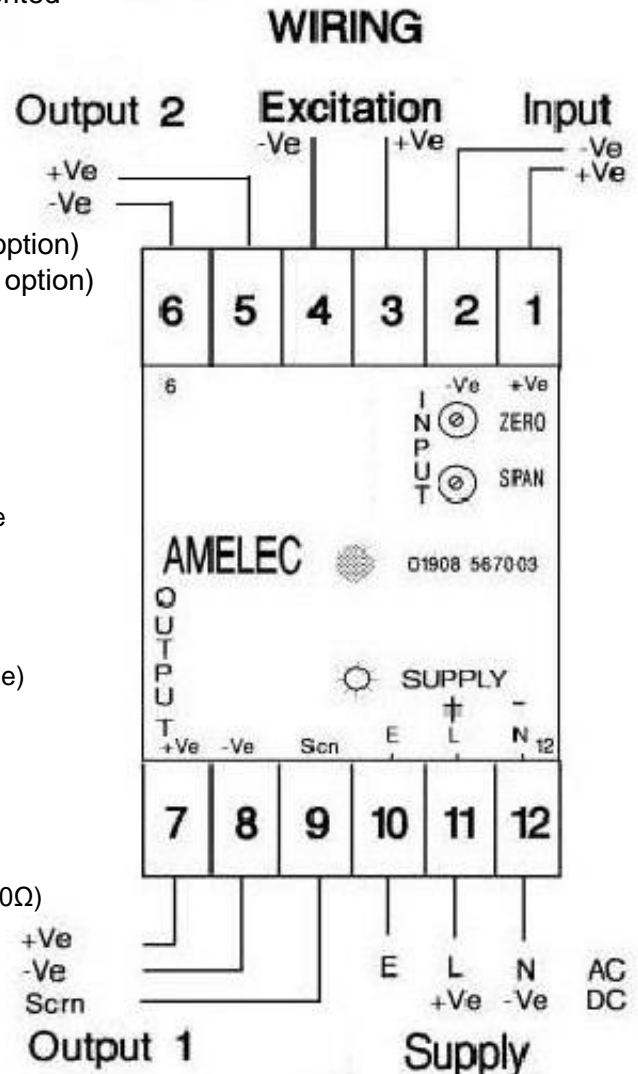 ented
WIRING
Output 2 Excitation Input
-Ve +Ve -Ve
+Ve +Ve
-Ve
option)
option)
6 5 4 3 2 1
6 -Ve +Ve
INPUT ZERO
SPAN
e
AMELEC 01908 567003
OUTPUT
e)
SUPPLY
+ -
+Ve -Ve Scn E L N 12
7 8 9 10 11 12
0Ω)
+Ve
-Ve E L N AC
Scrn +Ve -Ve DC
Output 1 Supply